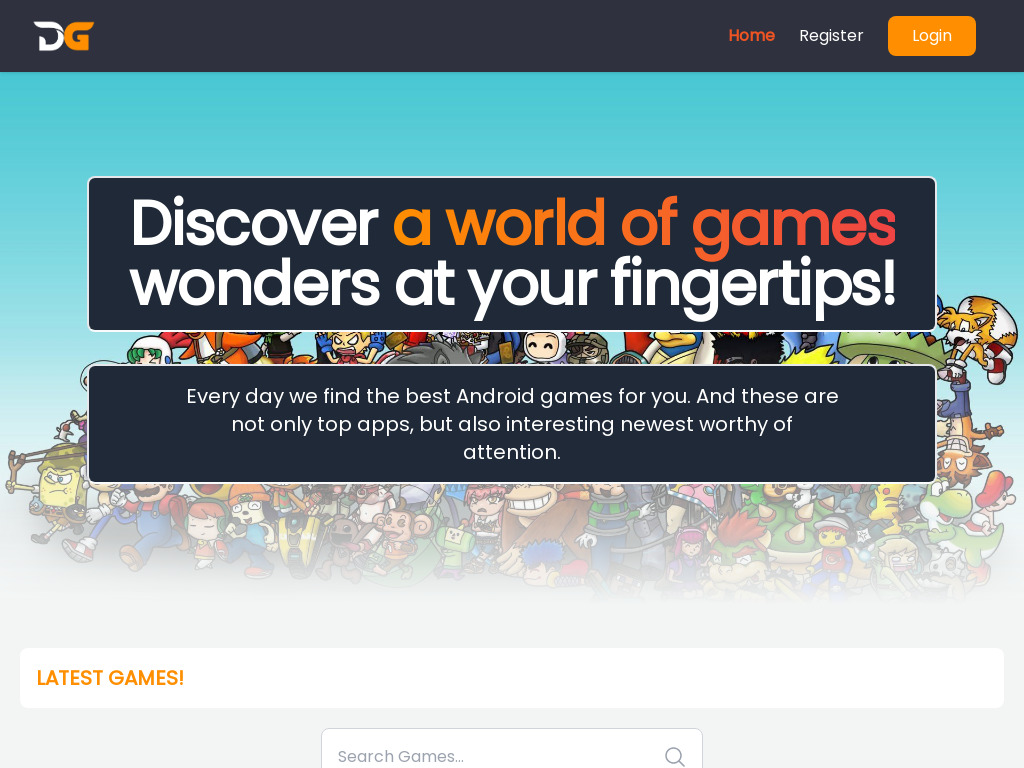 DG
Home
Register
Login
Discover a world of games
wonders at your fingertips!
Every day we find the best Android games for you. And these are
not only top apps, but also interesting newest worthy of
attention.
LATEST GAMES!
Search Games...